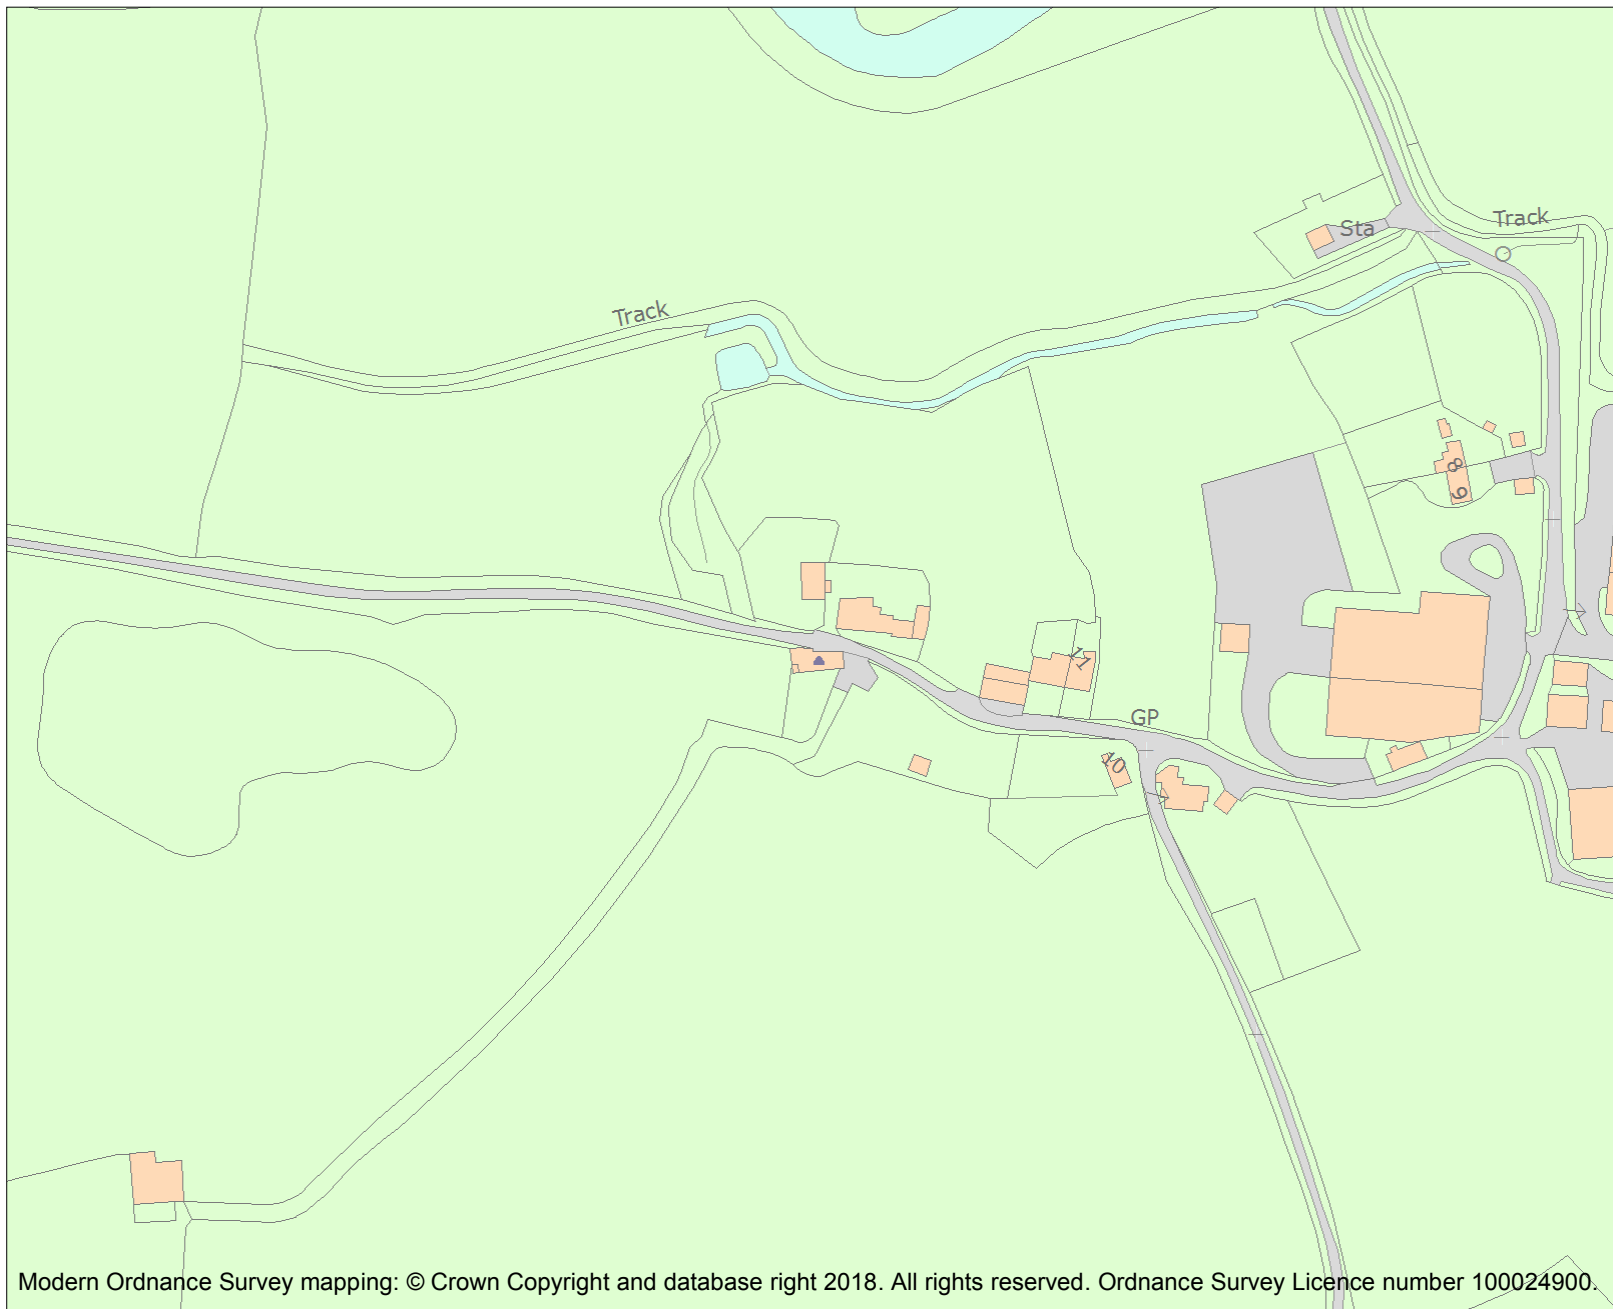 Track
Sta
Track
8
9
11
GP
10
Modern Ordnance Survey mapping: © Crown Copyright and database right 2018. All rights reserved. Ordnance Survey Licence number 100024900.